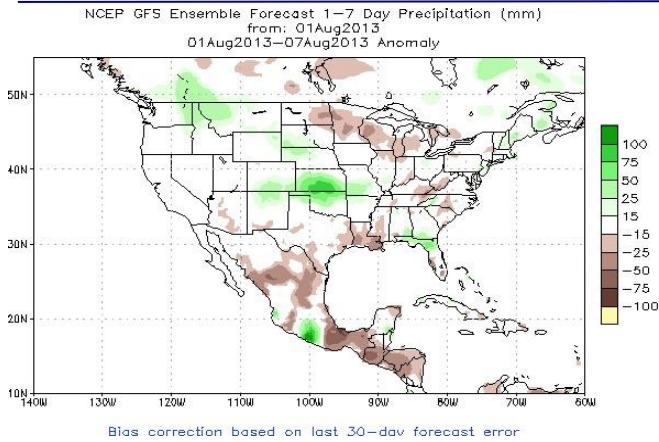 NCEP GFS Ensemble Forecast 1-7 Day Precipitation (mm)
from: 01Aug2013
01Aug2013-07Aug2013 Anomaly
50N
40N
30N
20N
10N
140W 130W 120W 110W 100W 90W 80W 70W 60W
100
75
50
25
15
-15
-25
-50
-75
-100
Bias correction based on last 30-day forecast error